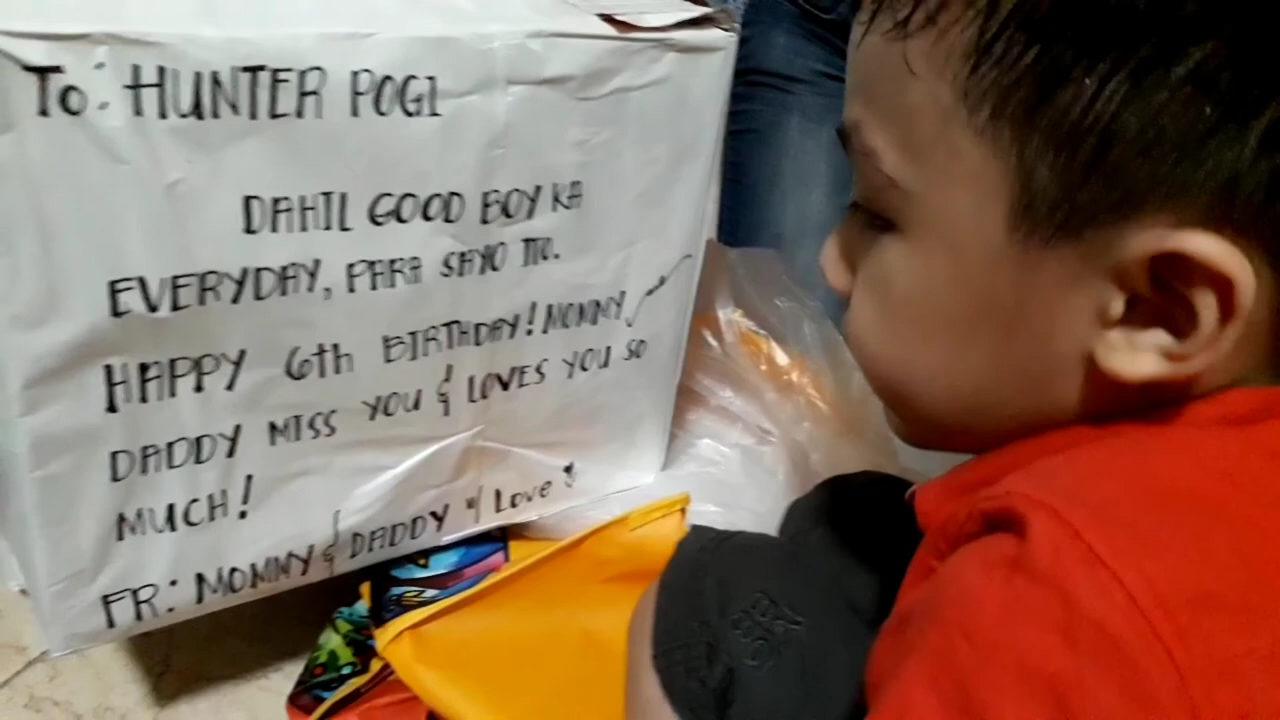 To: HUNTER POGI
DAHIL GOOD BOY KA
EVERYDAY, PARA SAYO ITO.
HAPPY 6th BIRTHDAY! MOMMY
DADDY MISS YOU & LOVES YOU SO
MUCH!
FR: MOMMY & DADDY w/ Love